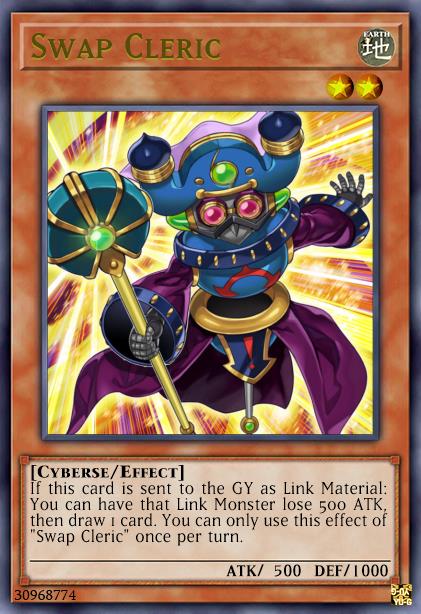 Swap Cleric
EARTH
地
[Cyberse/Effect]
If this card is sent to the GY as Link Material:
You can have that Link Monster lose 500 ATK,
then draw 1 card. You can only use this effect of
"Swap Cleric" once per turn.
ATK/ 500 DEF/1000
30968774